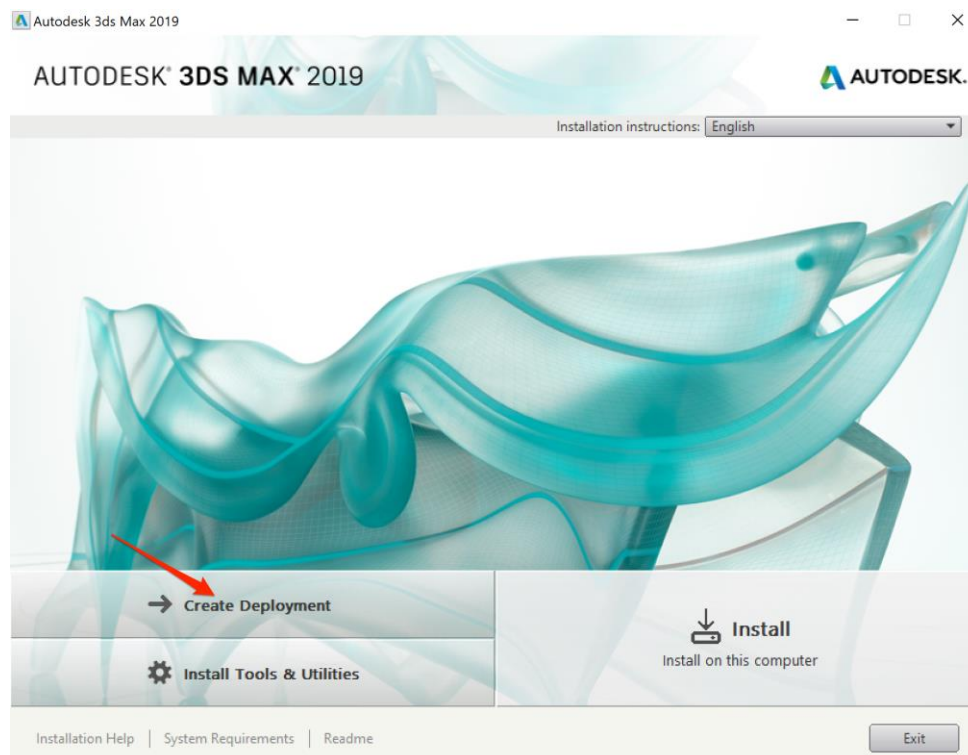 Autodesk 3ds Max 2019
AUTODESK® 3DS MAX® 2019
AUTODESK.
Installation instructions: English
Create Deployment
Install
Install on this computer
Install Tools & Utilities
Installation Help | System Requirements | Readme
Exit